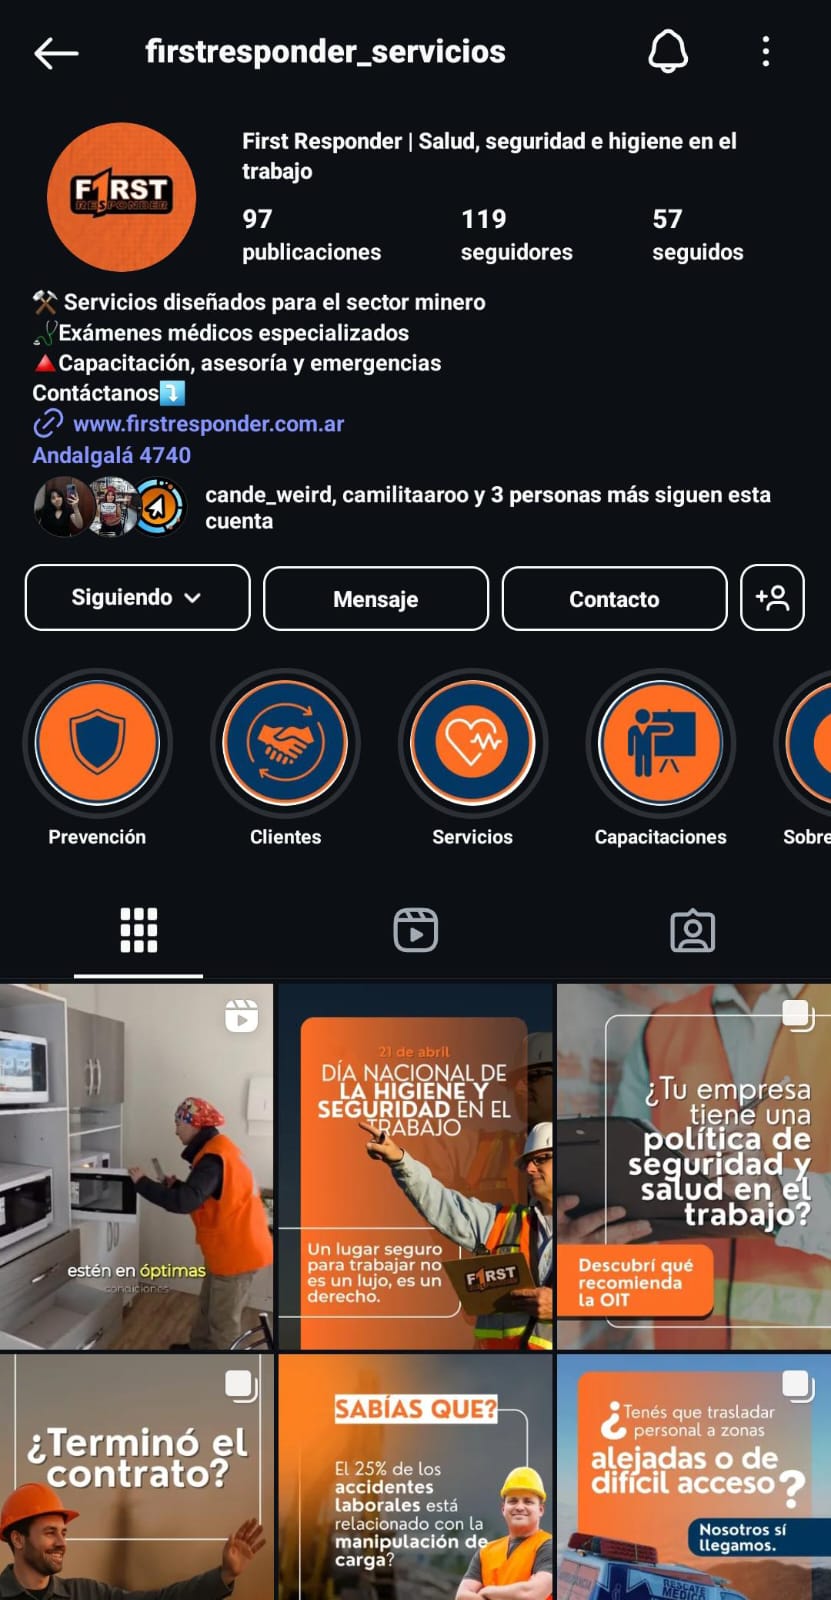 firstresponder_servicios
F1RST
RESPONDER
First Responder | Salud, seguridad e higiene en el
trabajo
97
publicaciones
119
seguidores
57
seguidos
Servicios diseñados para el sector minero
Exámenes médicos especializados
Capacitación, asesoría y emergencias
Contáctanos
www.firstresponder.com.ar
Andalgalá 4740
cande_weird, camilitaaroo y 3 personas más siguen esta
cuenta
Siguiendo
Mensaje
Contacto
Prevención
Clientes
Servicios
Capacitaciones
Sobre
estén en óptimas
condiciones
21 de abril
DÍA NACIONAL DE
LA HIGIENE Y
SEGURIDAD EN EL
TRABAJO
Un lugar seguro
para trabajar no
es un lujo, es un
derecho.
F1RST
¿Tu empresa
tiene una
política de
seguridad y
salud en el
trabajo?
Descubrí qué
recomienda
la OIT
¿Terminó el
contrato?
SABÍAS QUE?
El 25% de los
accidentes
laborales está
relacionado con la
manipulación de
carga?
¿Tenés que trasladar
personal a zonas
alejadas o de
difícil acceso?
Nosotros sí
llegamos.
RESCATE
MEDICO